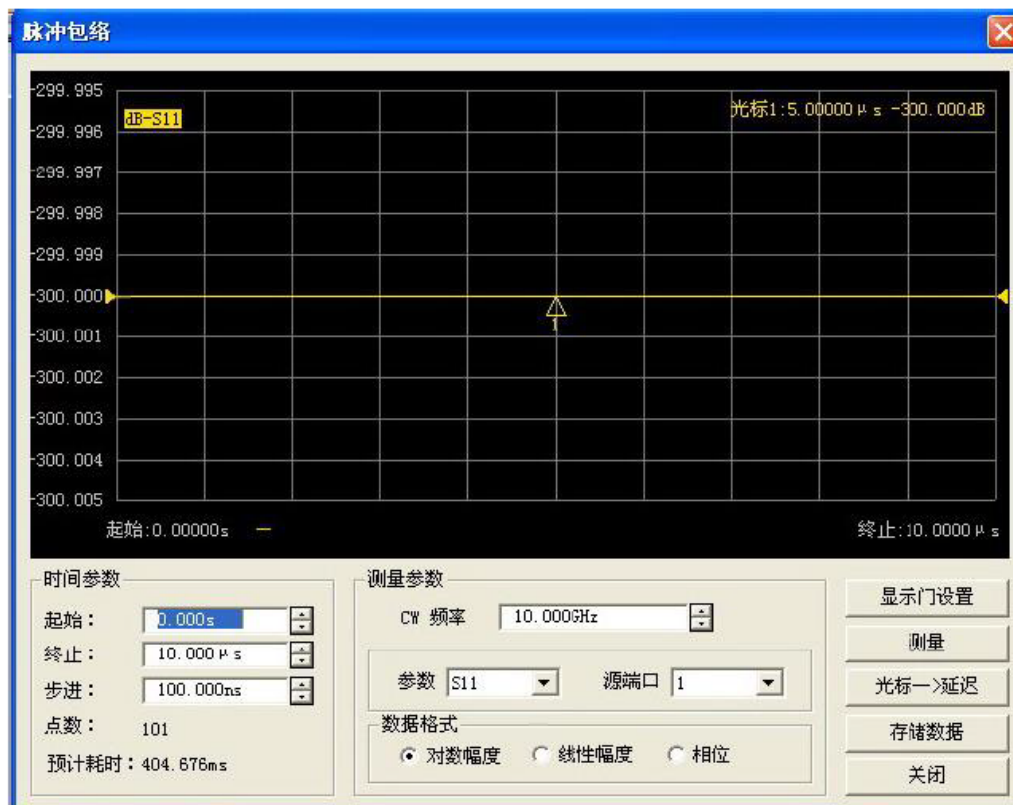 脉冲包络
-299.995
dB-S11
光标1:5.00000μs -300.000dB
-299.996
-299.997
-299.998
-299.999
-300.000
1
-300.001
-300.002
-300.003
-300.004
-300.005
起始:0.00000s
终止:10.0000μs
时间参数
起始： 0.000s
终止： 10.000μs
步进： 100.000ns
点数： 101
预计耗时：404.676ms
测量参数
CW 频率 10.000GHz
参数 S11 源端口 1
数据格式
对数幅度 线性幅度 相位
显示门设置
测量
光标—>延迟
存储数据
关闭